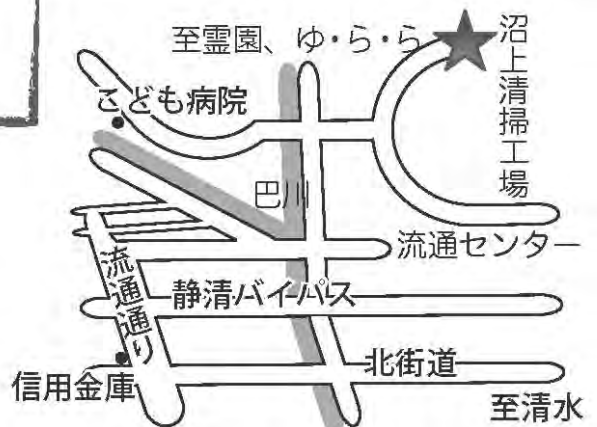 至霊園、ゆ・ら・ら
沼上清掃工場
こども病院
巴川
流通センター
流通通り
静清バイパス
北街道
信用金庫
至清水